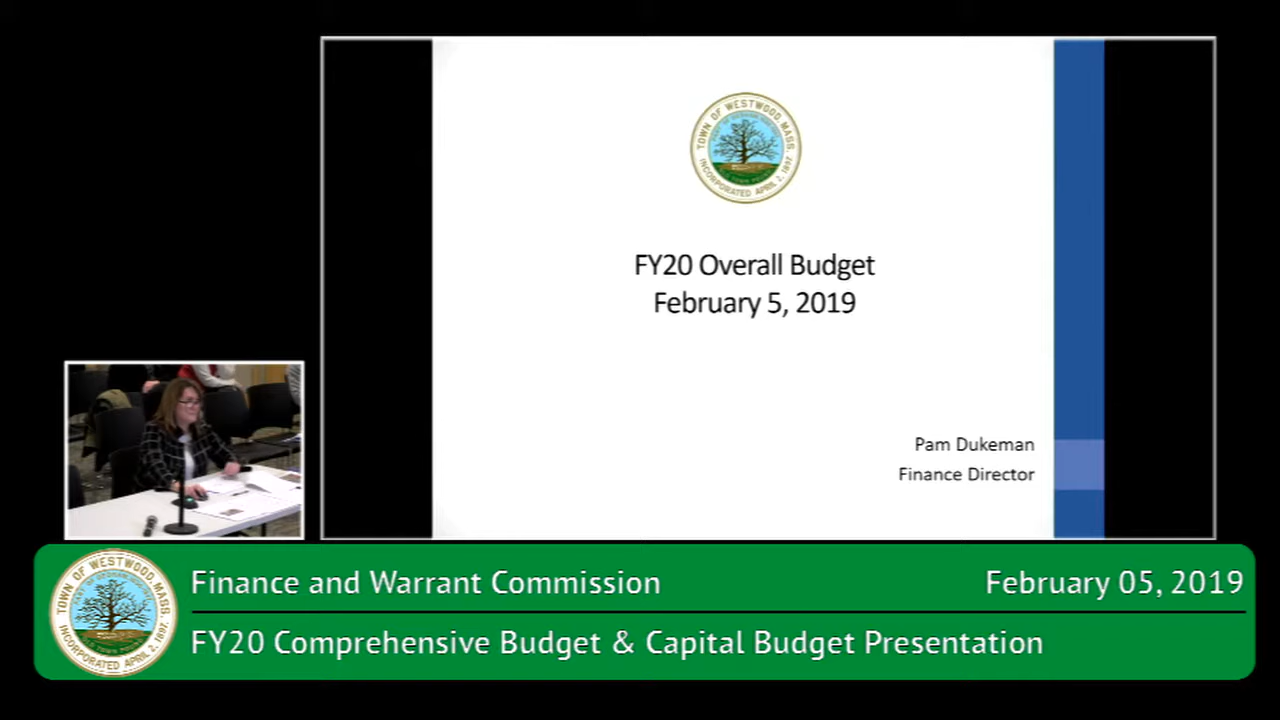 TOWN OF WESTWOOD, MASS.
INCORPORATED APRIL 2, 1897.
FY20 Overall Budget
February 5, 2019
Pam Dukeman
Finance Director
TOWN OF WESTWOOD, MASS.
INCORPORATED APRIL 2, 1897.
Finance and Warrant Commission
February 05, 2019
FY20 Comprehensive Budget & Capital Budget Presentation